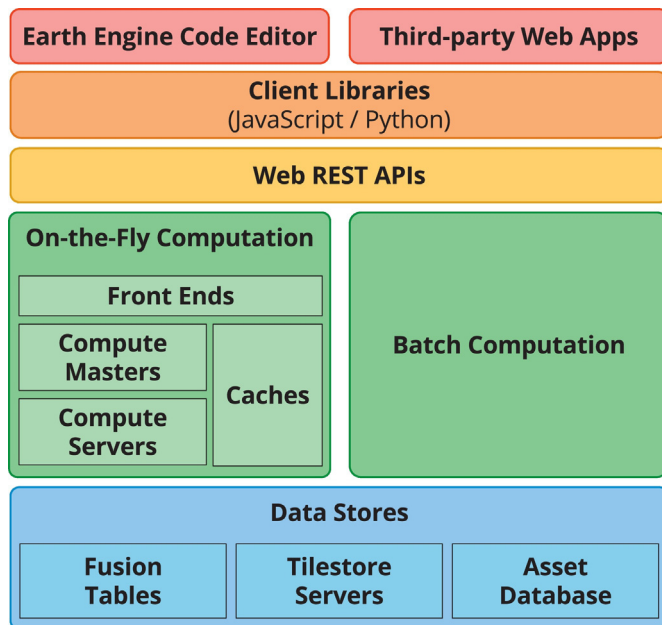 Earth Engine Code Editor
Third-party Web Apps
Client Libraries
(JavaScript / Python)
Web REST APIs
On-the-Fly Computation
Front Ends
Compute
Masters
Caches
Compute
Servers
Batch Computation
Data Stores
Fusion
Tables
Tilestore
Servers
Asset
Database